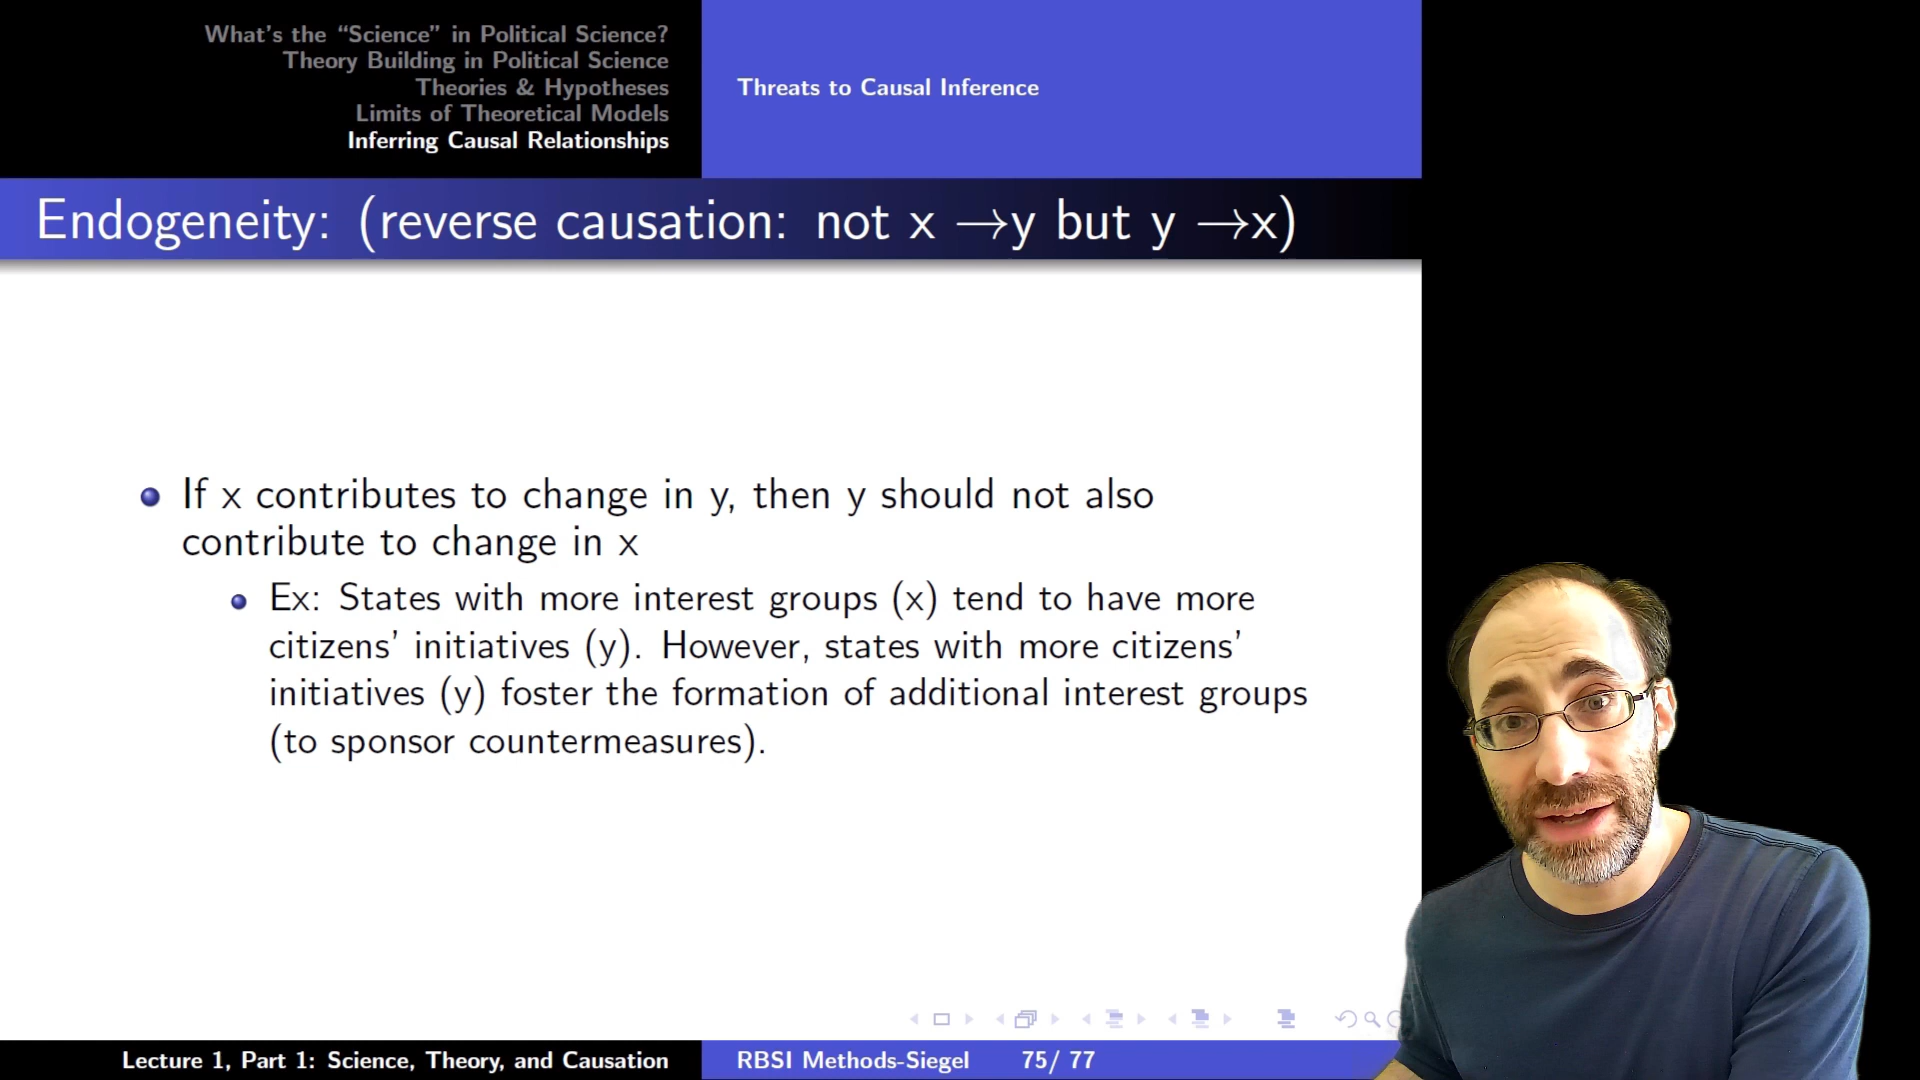 What's the “Science” in Political Science?
Theory Building in Political Science
Theories & Hypotheses
Limits of Theoretical Models
Inferring Causal Relationships
Threats to Causal Inference
Endogeneity: (reverse causation: not x →y but y →x)
If x contributes to change in y, then y should not also
contribute to change in x
Ex: States with more interest groups (x) tend to have more
citizens' initiatives (y). However, states with more citizens'
initiatives (y) foster the formation of additional interest groups
(to sponsor countermeasures).
Lecture 1, Part 1: Science, Theory, and Causation
RBSI Methods-Siegel
75/ 77